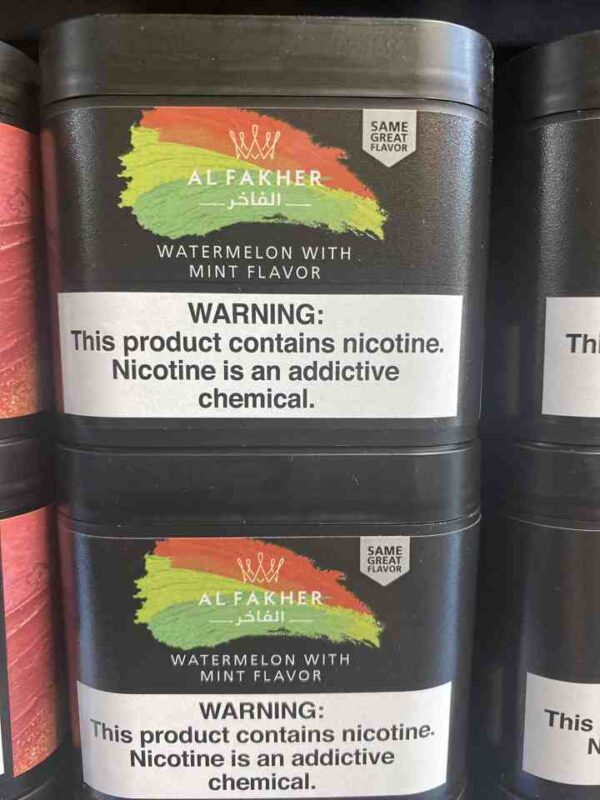 SAME
GREAT
FLAVOR
AL FAKHER
الفاخر
WATERMELON WITH
MINT FLAVOR
WARNING:
This product contains nicotine.
Nicotine is an addictive
chemical.
Thi
SAME
GREAT
FLAVOR
AL FAKHER
الفاخر
WATERMELON WITH
MINT FLAVOR
WARNING:
This product contains nicotine.
Nicotine is an addictive
chemical.
This
N